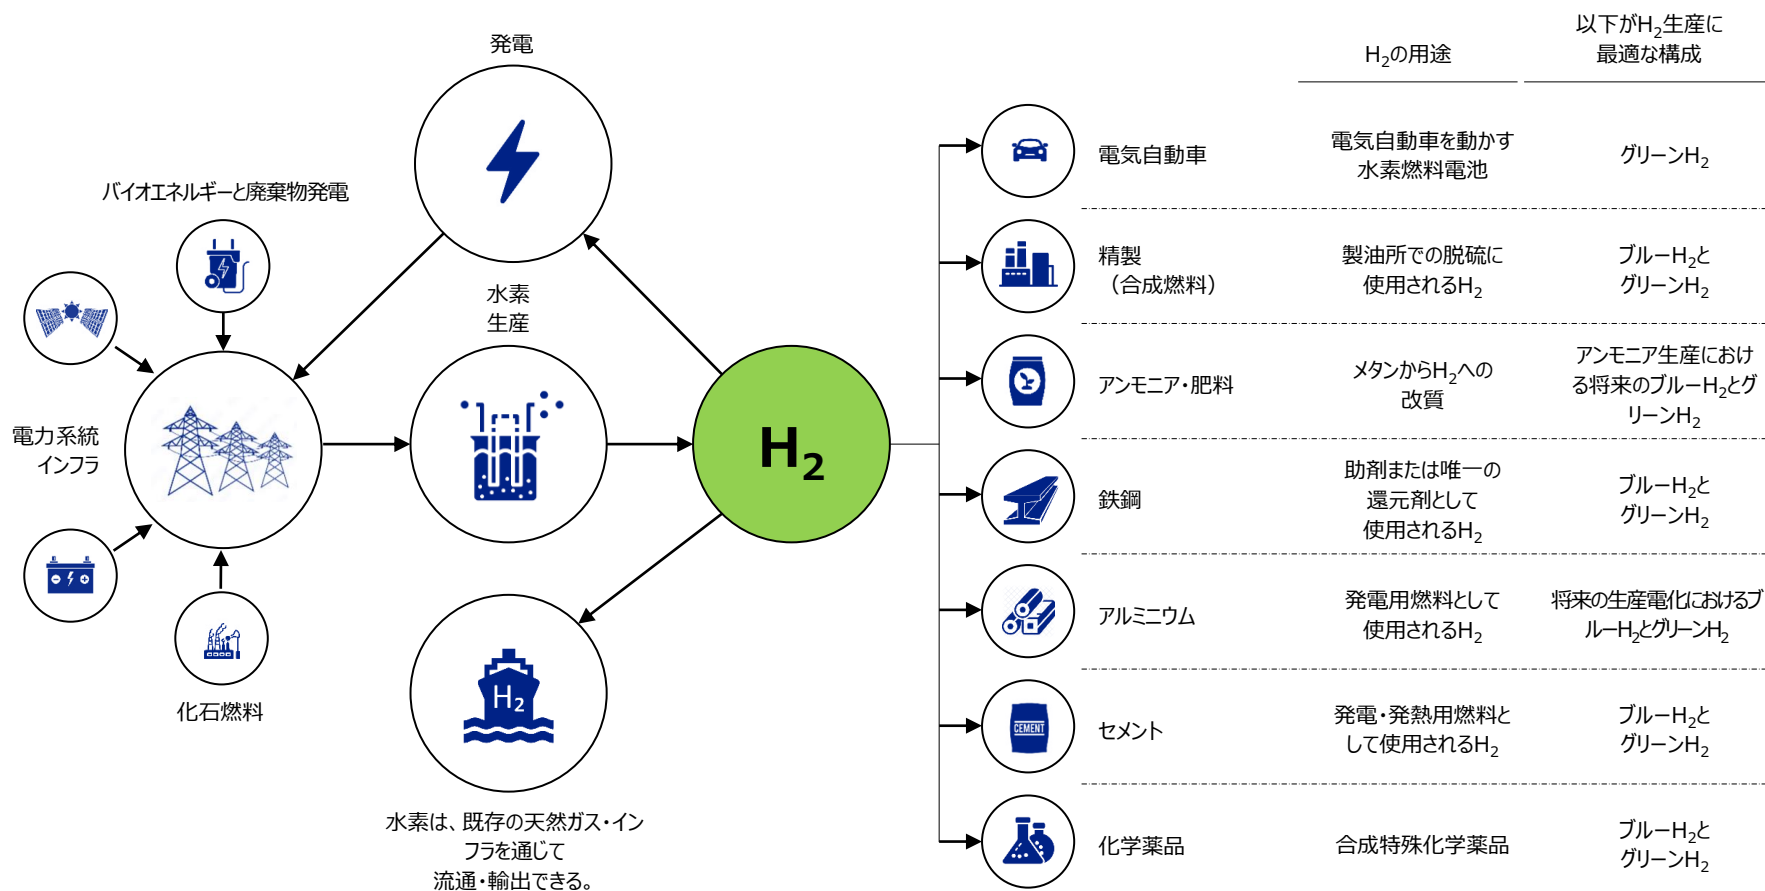 発電
バイオエネルギーと廃棄物発電
水素
生産
電力系統
インフラ
化石燃料
H₂
H₂
水素は、既存の天然ガス・イン
フラを通じて
流通・輸出できる。
H₂の用途
以下がH₂生産に
最適な構成
電気自動車
電気自動車を動かす
水素燃料電池
グリーンH₂
精製
（合成燃料）
製油所での脱硫に
使用されるH₂
ブルーH₂と
グリーンH₂
アンモニア・肥料
メタンからH₂への
改質
アンモニア生産におけ
る将来のブルーH₂とグ
リーンH₂
鉄鋼
助剤または唯一の
還元剤として
使用されるH₂
ブルーH₂と
グリーンH₂
アルミニウム
発電用燃料として
使用されるH₂
将来の生産電化におけるブ
ルーH₂とグリーンH₂
CEMENT
セメント
発電・発熱用燃料と
して使用されるH₂
ブルーH₂と
グリーンH₂
化学薬品
合成特殊化学薬品
ブルーH₂と
グリーンH₂